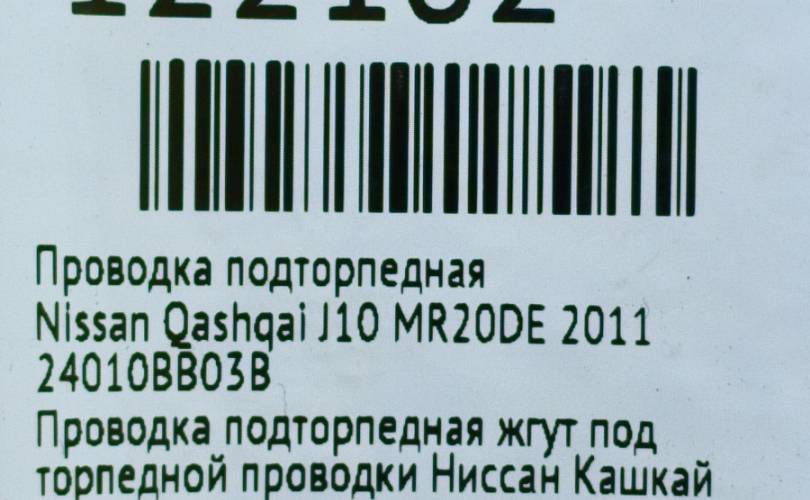 Проводка подторпедная
Nissan Qashqai J10 MR20DE 2011
24010BB03B
Проводка подторпедная жгут под
торпедной проводки Ниссан Кашкай